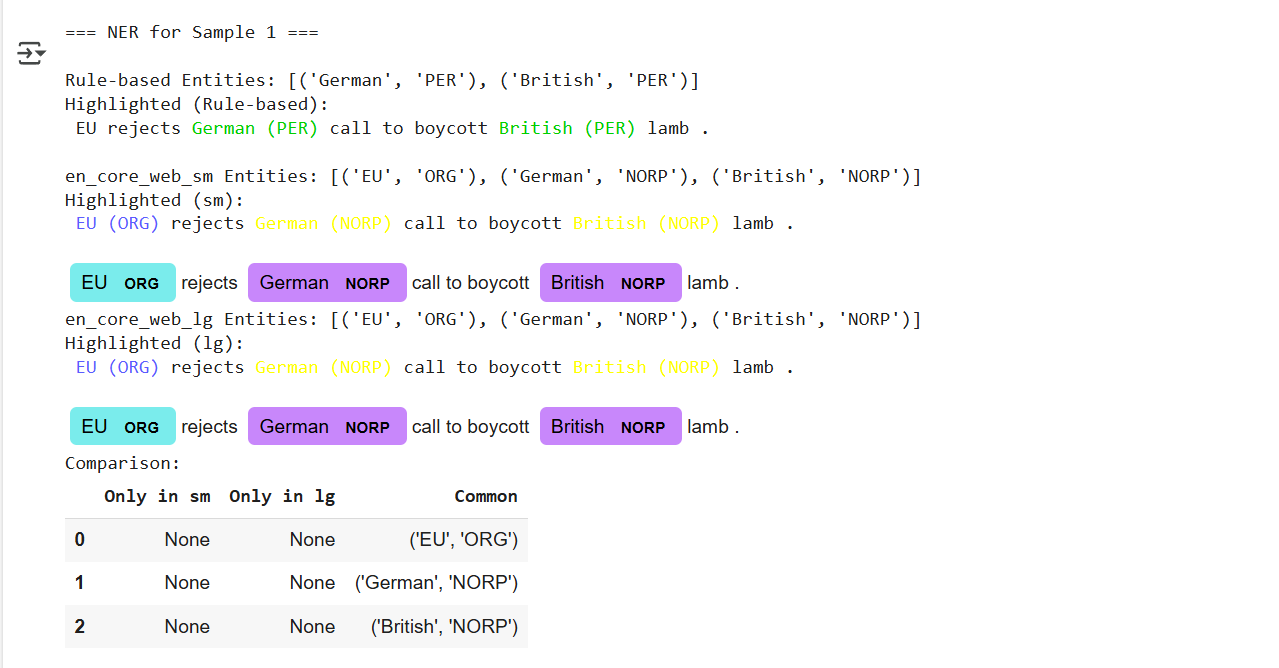 === NER for Sample 1 ===
Rule-based Entities: [('German', 'PER'), ('British', 'PER')]
Highlighted (Rule-based):
EU rejects German (PER) call to boycott British (PER) lamb .
en_core_web_sm Entities: [('EU', 'ORG'), ('German', 'NORP'), ('British', 'NORP')]
Highlighted (sm):
EU (ORG) rejects German (NORP) call to boycott British (NORP) lamb .
EU ORG rejects German NORP call to boycott British NORP lamb .
en_core_web_lg Entities: [('EU', 'ORG'), ('German', 'NORP'), ('British', 'NORP')]
Highlighted (lg):
EU (ORG) rejects German (NORP) call to boycott British (NORP) lamb .
EU ORG rejects German NORP call to boycott British NORP lamb .
Comparison:
Only in sm Only in lg Common
0 None None ('EU', 'ORG')
1 None None ('German', 'NORP')
2 None None ('British', 'NORP')